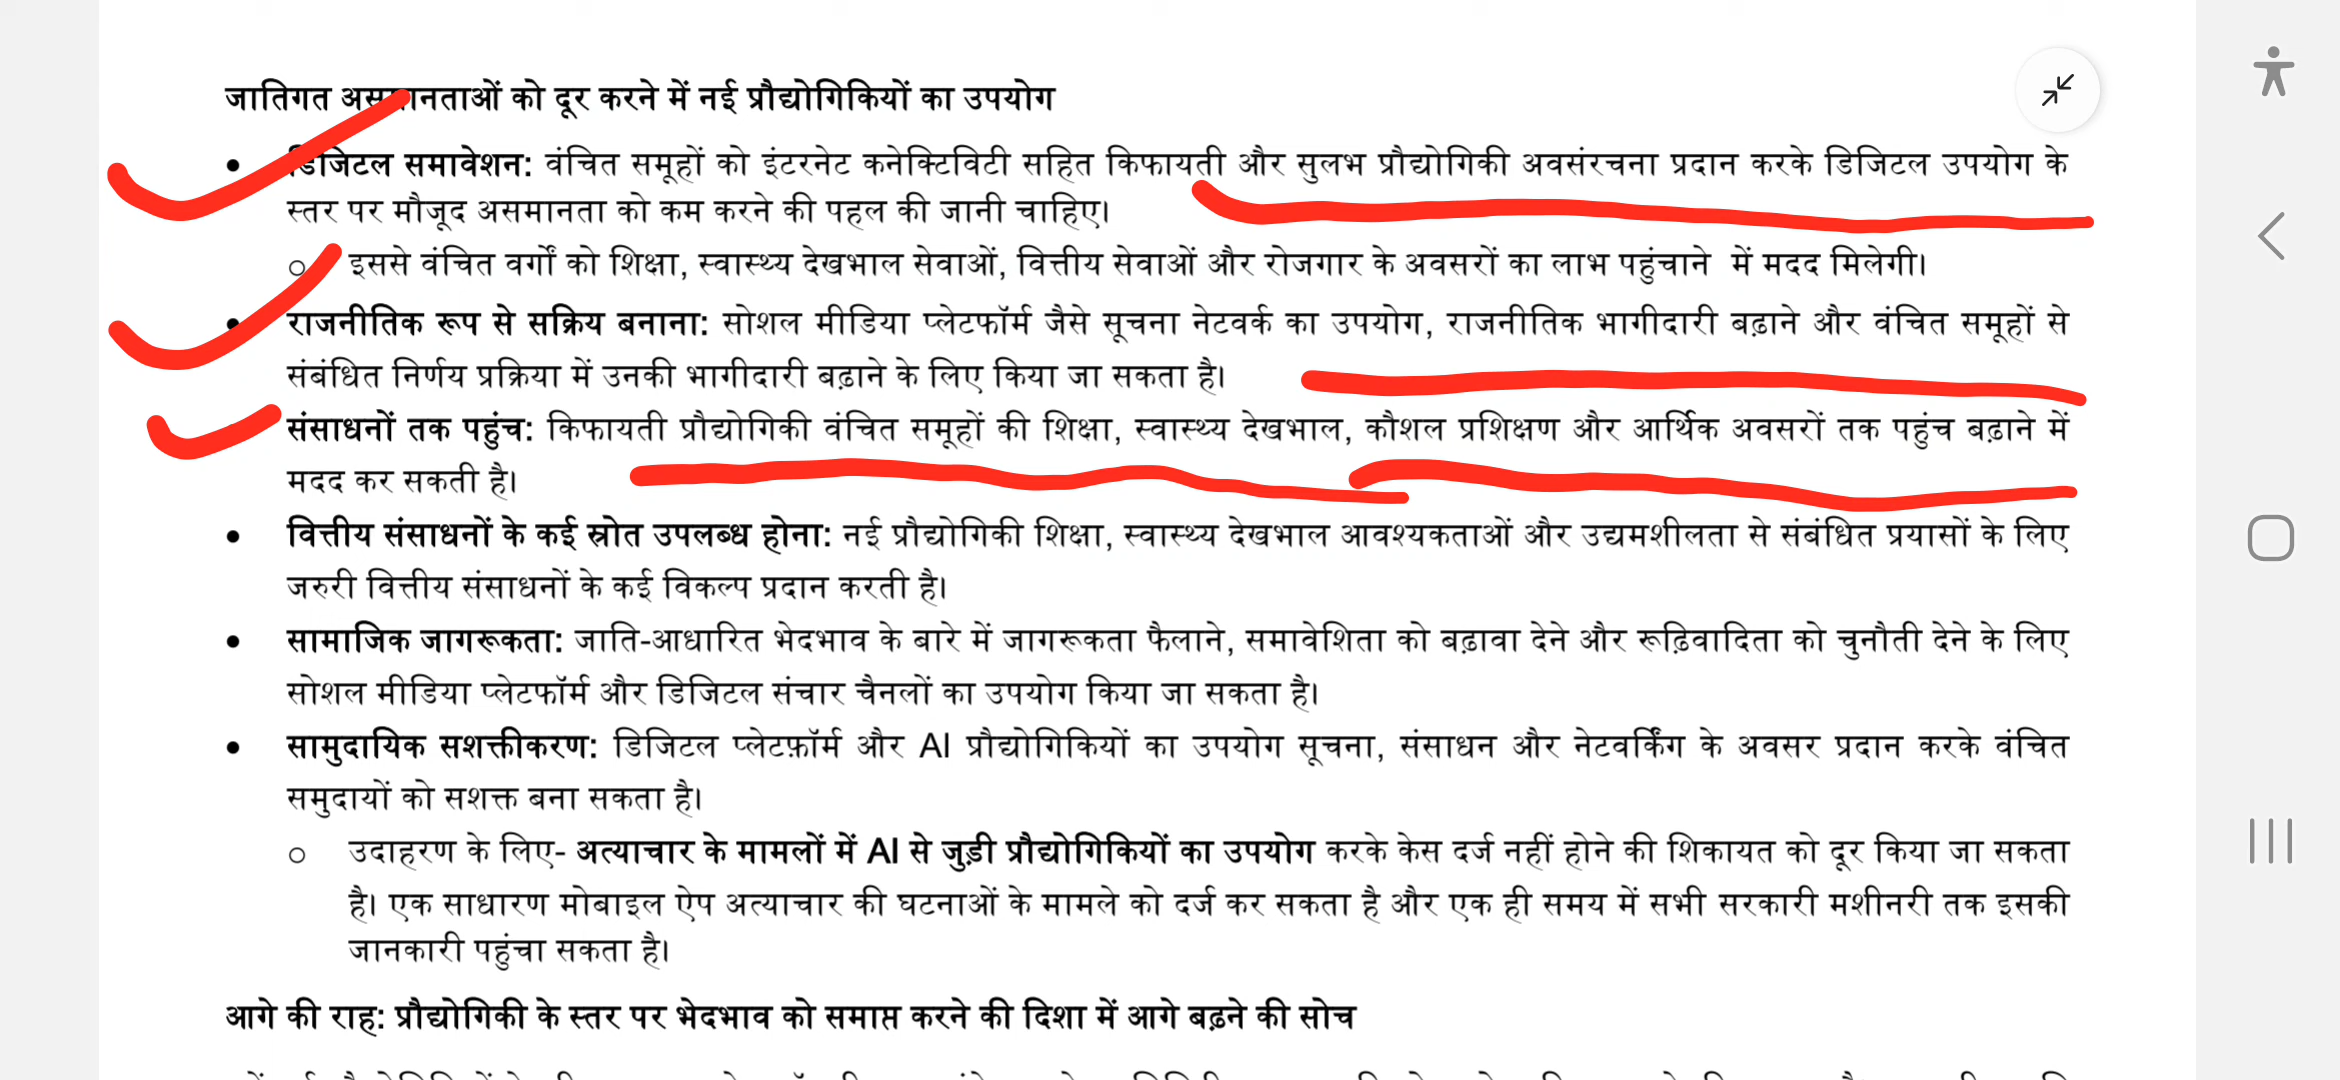 जातिगत असमानताओं को दूर करने में नई प्रौद्योगिकियों का उपयोग
• डिजिटल समावेशन: वंचित समूहों को इंटरनेट कनेक्टिविटी सहित किफायती और सुलभ प्रौद्योगिकी अवसंरचना प्रदान करके डिजिटल उपयोग के
स्तर पर मौजूद असमानता को कम करने की पहल की जानी चाहिए।
○ इससे वंचित वर्गों को शिक्षा, स्वास्थ्य देखभाल सेवाओं, वित्तीय सेवाओं और रोजगार के अवसरों का लाभ पहुंचाने में मदद मिलेगी।
• राजनीतिक रूप से सक्रिय बनाना: सोशल मीडिया प्लेटफॉर्म जैसे सूचना नेटवर्क का उपयोग, राजनीतिक भागीदारी बढ़ाने और वंचित समूहों से
संबंधित निर्णय प्रक्रिया में उनकी भागीदारी बढ़ाने के लिए किया जा सकता है।
संसाधनों तक पहुंच: किफायती प्रौद्योगिकी वंचित समूहों की शिक्षा, स्वास्थ्य देखभाल, कौशल प्रशिक्षण और आर्थिक अवसरों तक पहुंच बढ़ाने में
मदद कर सकती है।
• वित्तीय संसाधनों के कई स्रोत उपलब्ध होना: नई प्रौद्योगिकी शिक्षा, स्वास्थ्य देखभाल आवश्यकताओं और उद्यमशीलता से संबंधित प्रयासों के लिए
जरुरी वित्तीय संसाधनों के कई विकल्प प्रदान करती है।
• सामाजिक जागरूकता: जाति-आधारित भेदभाव के बारे में जागरूकता फैलाने, समावेशिता को बढ़ावा देने और रूढ़िवादिता को चुनौती देने के लिए
सोशल मीडिया प्लेटफॉर्म और डिजिटल संचार चैनलों का उपयोग किया जा सकता है।
• सामुदायिक सशक्तीकरण: डिजिटल प्लेटफ़ॉर्म और AI प्रौद्योगिकियों का उपयोग सूचना, संसाधन और नेटवर्किंग के अवसर प्रदान करके वंचित
समुदायों को सशक्त बना सकता है।
○ उदाहरण के लिए- अत्याचार के मामलों में AI से जुड़ी प्रौद्योगिकियों का उपयोग करके केस दर्ज नहीं होने की शिकायत को दूर किया जा सकता
है। एक साधारण मोबाइल ऐप अत्याचार की घटनाओं के मामले को दर्ज कर सकता है और एक ही समय में सभी सरकारी मशीनरी तक इसकी
जानकारी पहुंचा सकता है।
आगे की राह: प्रौद्योगिकी के स्तर पर भेदभाव को समाप्त करने की दिशा में आगे बढ़ने की सोच